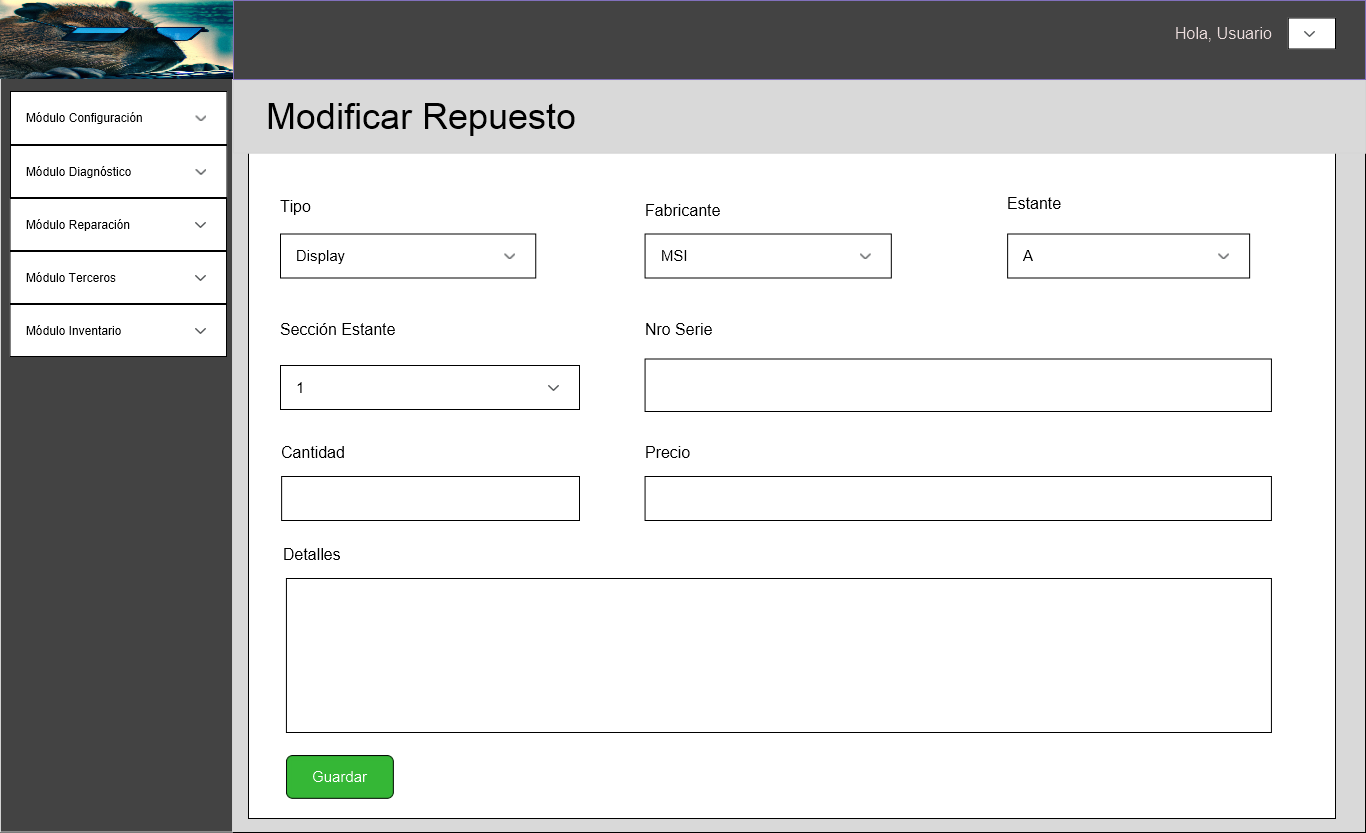 Hola, Usuario
Módulo Configuración
Módulo Diagnóstico
Módulo Reparación
Módulo Terceros
Módulo Inventario
Modificar Repuesto
Tipo
Fabricante
Estante
Display
MSI
A
Sección Estante
Nro Serie
1
Cantidad
Precio
Detalles
Guardar